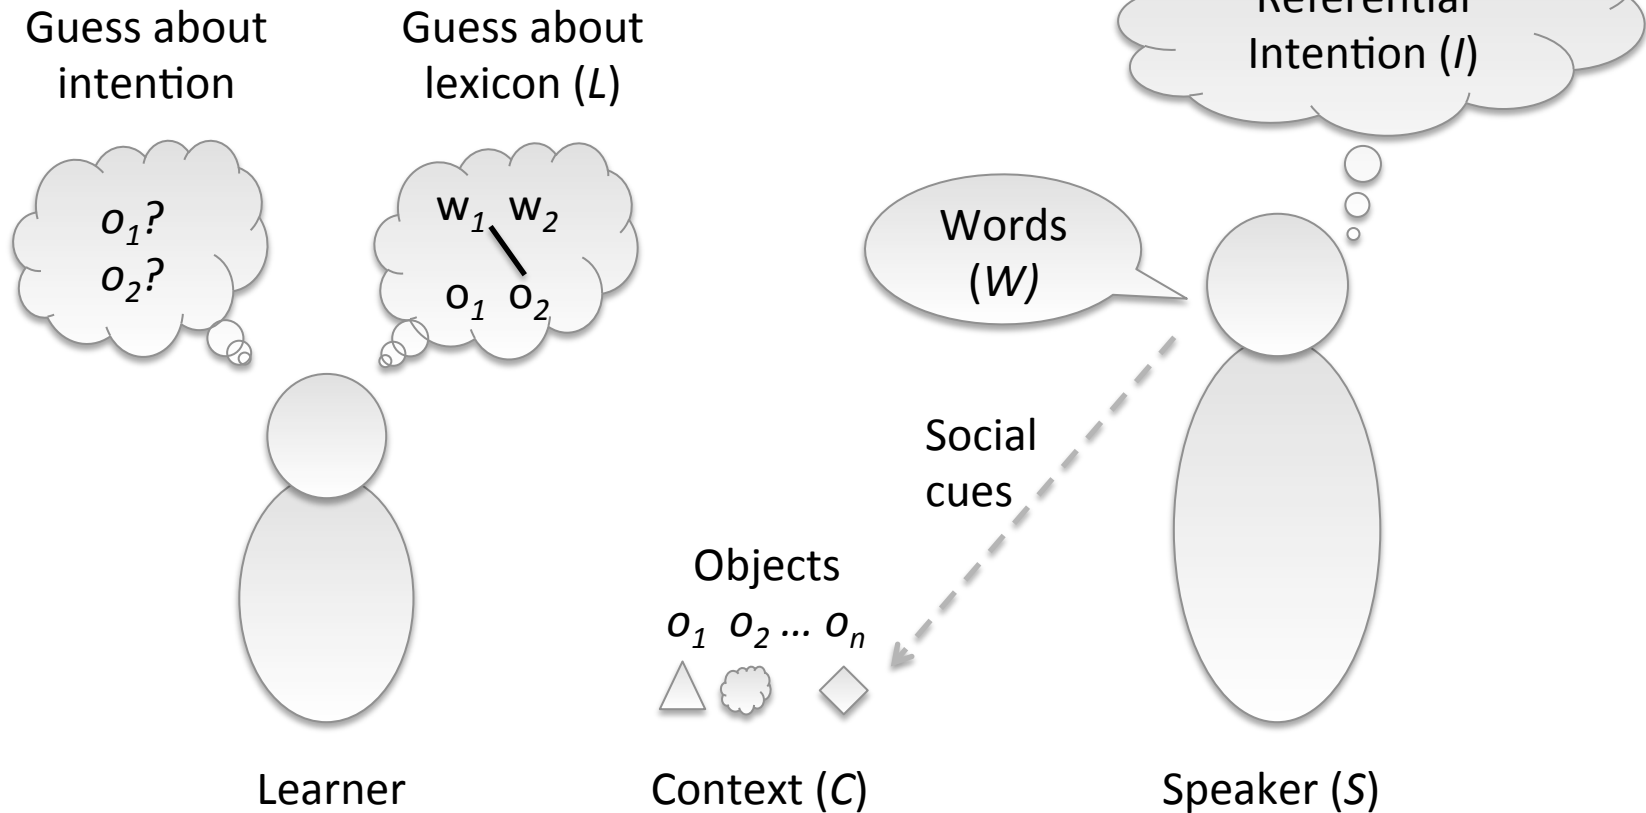 Guess about
intention
Guess about
lexicon (L)
Referential
Intention (I)
o1?
o2?
w1 w2
o1 o2
Words
(W)
Social
cues
Objects
o1 o2 ... on
Learner
Context (C)
Speaker (S)